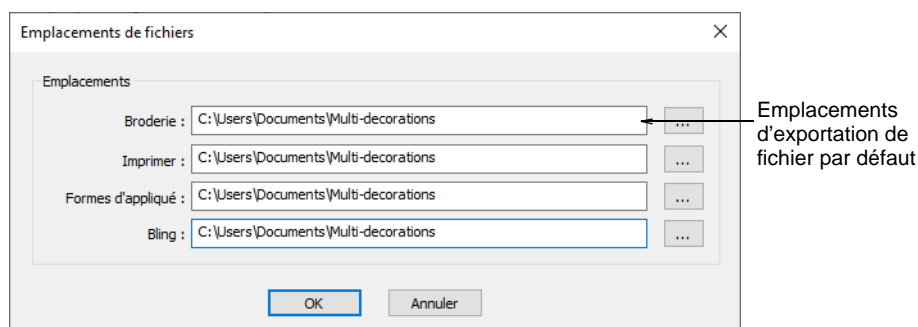 Emplacements de fichiers
Emplacements
Broderie : C:\Users\Documents\Multi-decorations ...
Imprimer : C:\Users\Documents\Multi-decorations ...
Formes d'appliqué : C:\Users\Documents\Multi-decorations ...
Bling : C:\Users\Documents\Multi-decorations ...
OK Annuler
Emplacements
d’exportation de
fichier par défaut